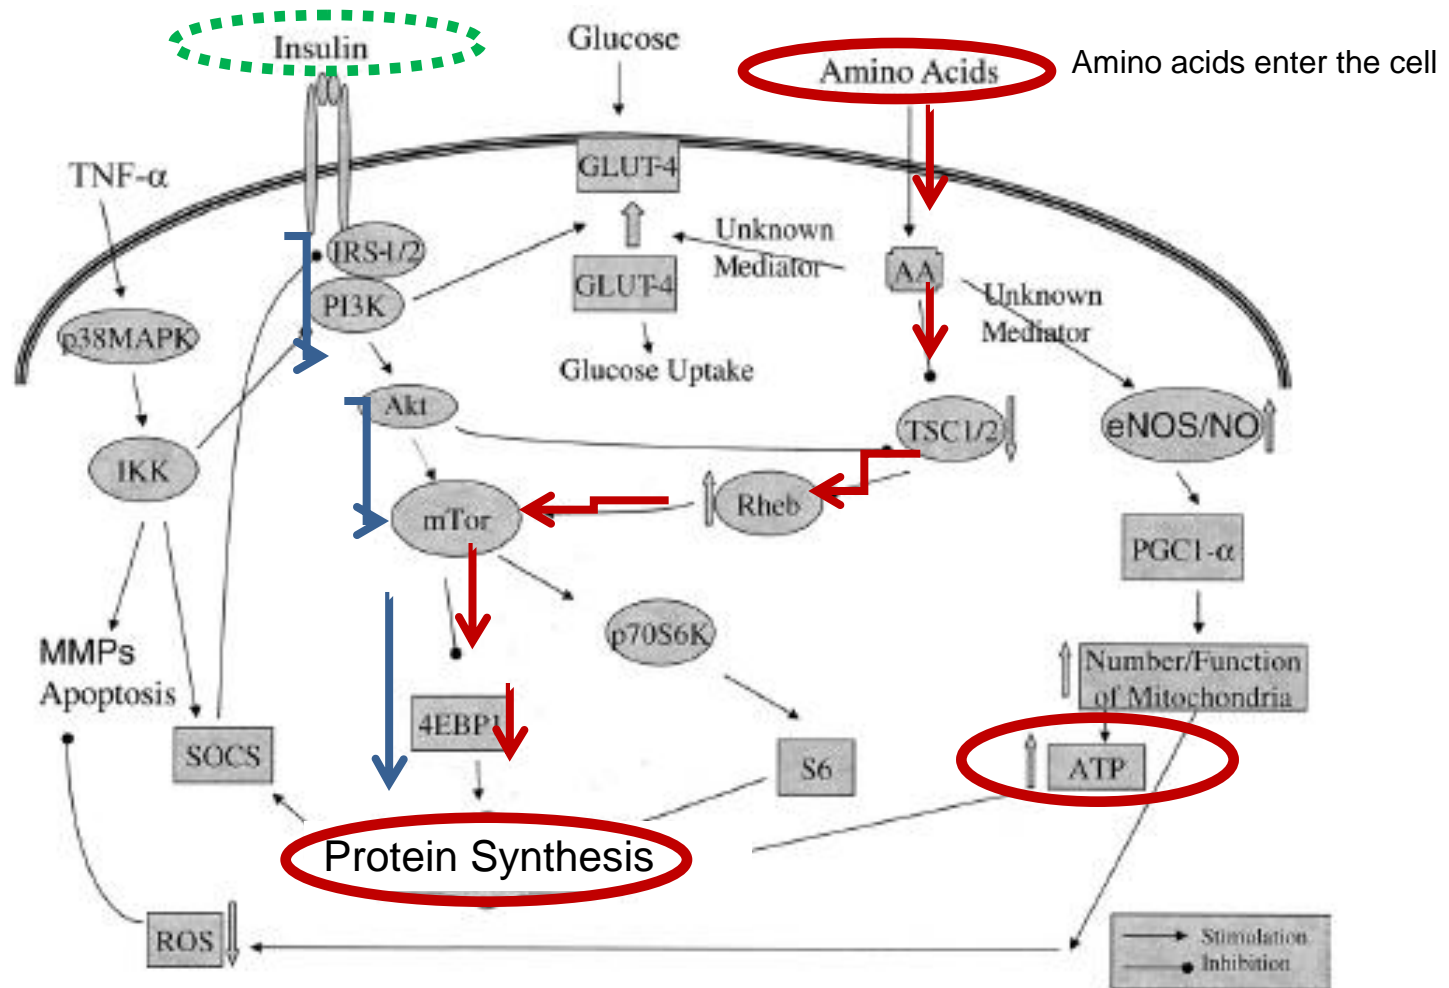 Insulin
Glucose
Amino Acids
Amino acids enter the cell
TNF-α
GLUT-4
IRS-1/2
Unknown
Mediator
GLUT-4
AA
PI3K
Unknown
Mediator
p38MAPK
Glucose Uptake
Akt
TSC1/2
eNOS/NO
IKK
mTor
Rheb
PGC1-α
p70S6K
MMPs
Apoptosis
Number/Function
of Mitochondria
4EBP1
SOCS
S6
ATP
Protein Synthesis
ROS
Stimulation
Inhibition